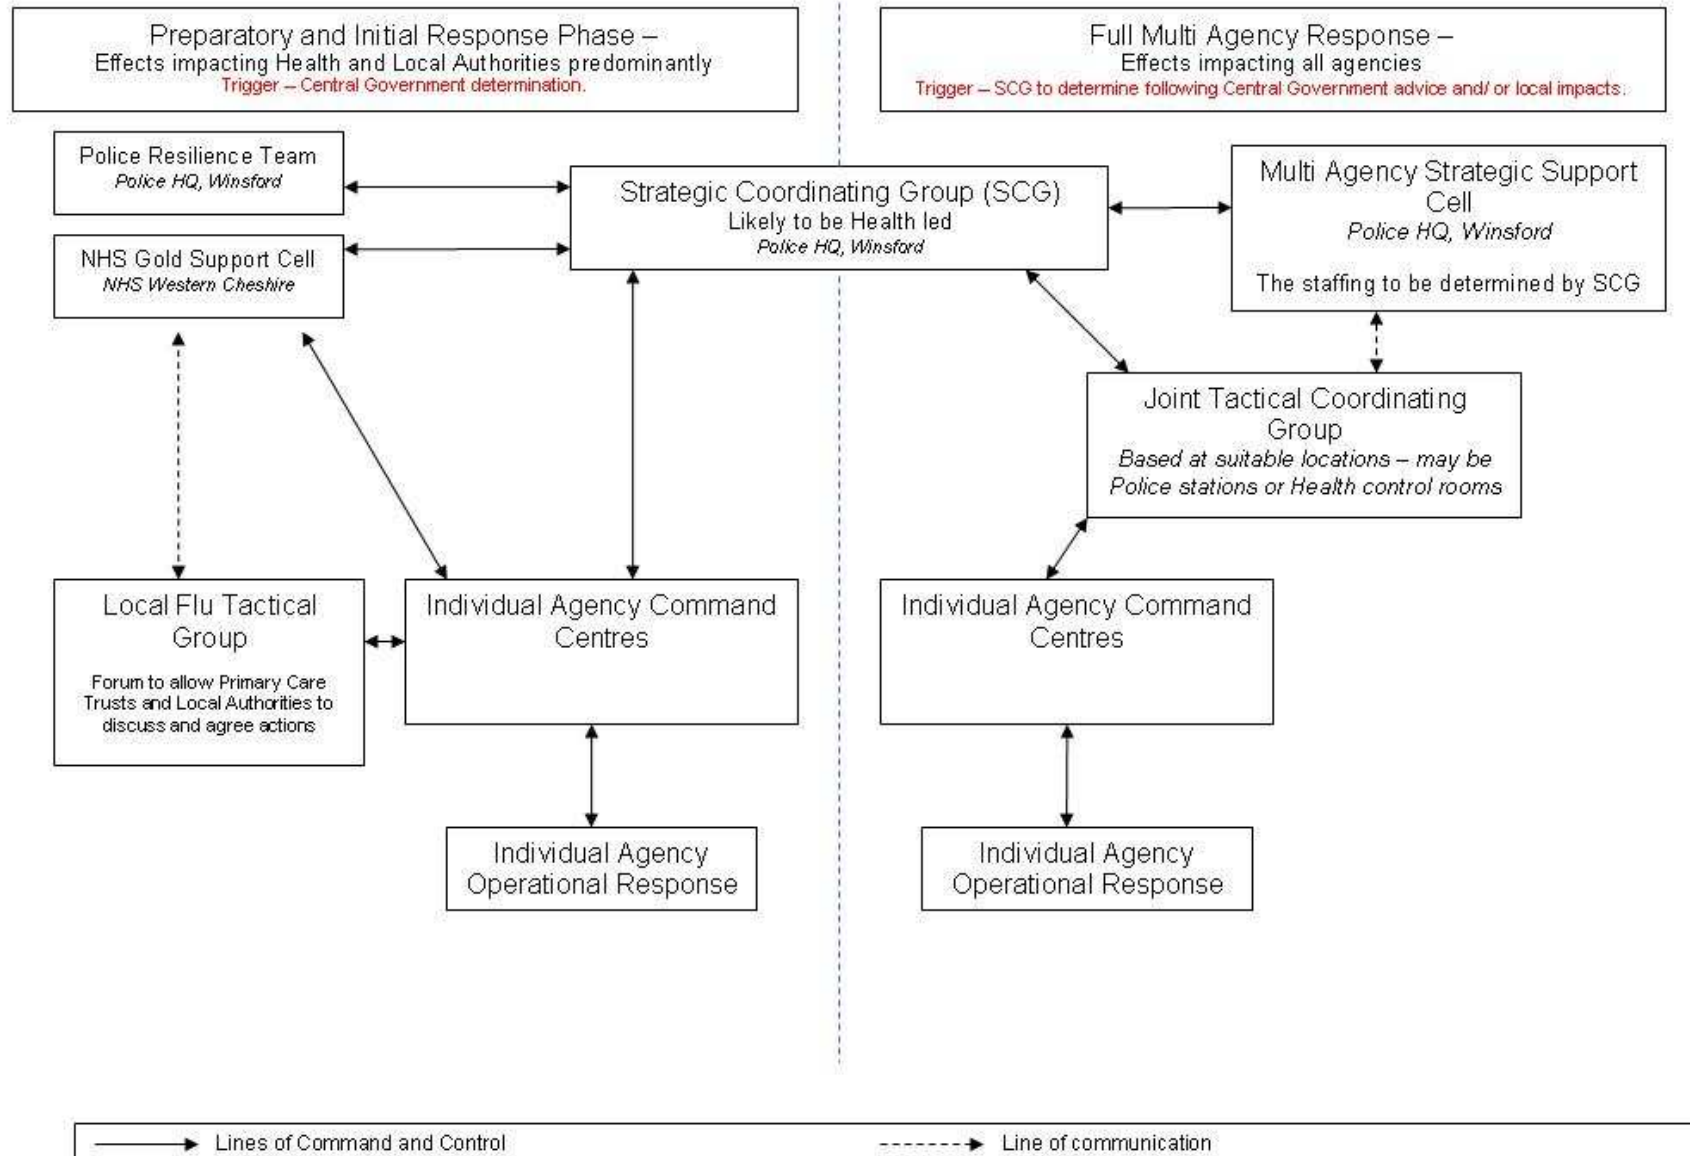 Preparatory and Initial Response Phase –
Effects impacting Health and Local Authorities predominantly
Trigger – Central Government determination.
Full Multi Agency Response –
Effects impacting all agencies
Trigger – SCG to determine following Central Government advice and/ or local impacts.
Police Resilience Team
Police HQ, Winsford
NHS Gold Support Cell
NHS Western Cheshire
Strategic Coordinating Group (SCG)
Likely to be Health led
Police HQ, Winsford
Multi Agency Strategic Support
Cell
Police HQ, Winsford
The staffing to be determined by SCG
Joint Tactical Coordinating
Group
Based at suitable locations – may be
Police stations or Health control rooms
Local Flu Tactical
Group
Forum to allow Primary Care
Trusts and Local Authorities to
discuss and agree actions
Individual Agency Command
Centres
Individual Agency Command
Centres
Individual Agency
Operational Response
Individual Agency
Operational Response
Lines of Command and Control
Line of communication